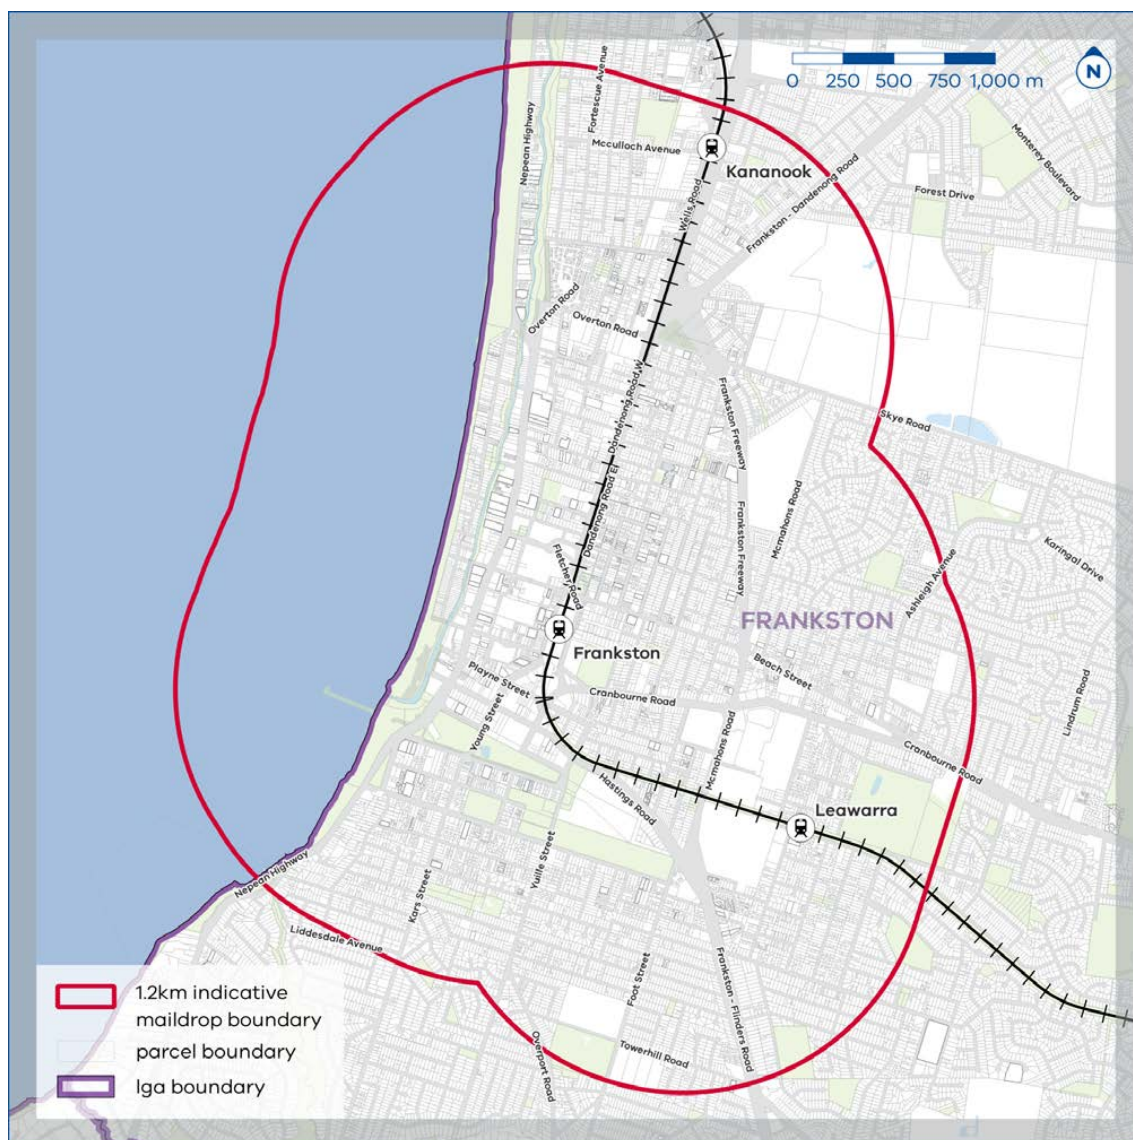 0 250 500 750 1,000 m
N
Fortescue Avenue
Nepean Highway
Mcculloch Avenue
Kananook
Monterey Boulevard
Frankston - Dandenong Road
Forest Drive
Wells Road
Overton Road
Overton Road
Dandenong Road W
Frankston Freeway
Skye Road
Dandenong Road E
Mcmahons Road
Frankston Freeway
Karingal Drive
Fletcher Road
Ashleigh Avenue
FRANKSTON
Frankston
Beach Street
Playne Street
Cranbourne Road
Lindrum Road
Young Street
Mcmahons Road
Cranbourne Road
Hastings Road
Leawarra
Nepean Highway
Yuille Street
Kars Street
Liddesdale Avenue
Foot Street
Frankston - Flinders Road
Overport Road
Towerhill Road
1.2km indicative
maildrop boundary
parcel boundary
lga boundary